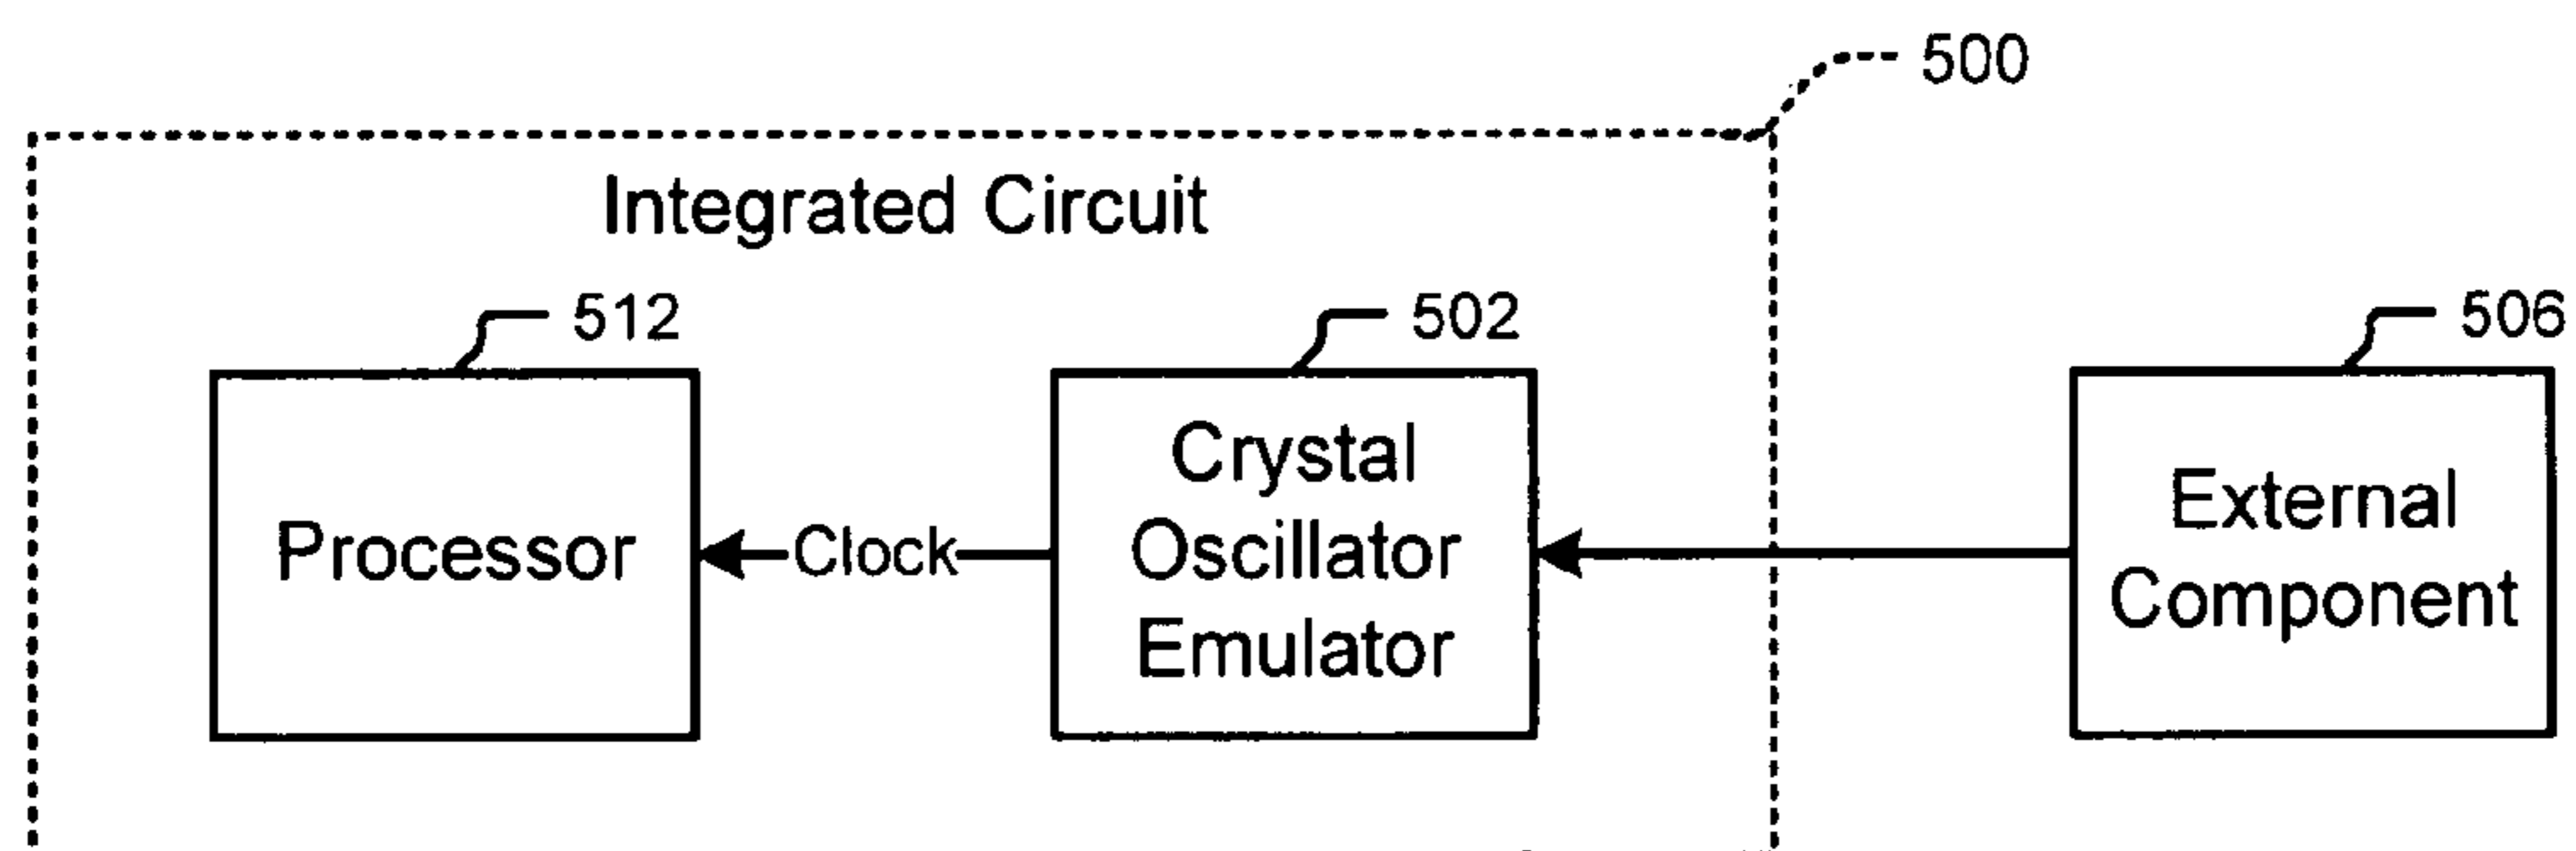 500
Integrated Circuit
512
502
506
Processor
Clock
Crystal
Oscillator
Emulator
External
Component